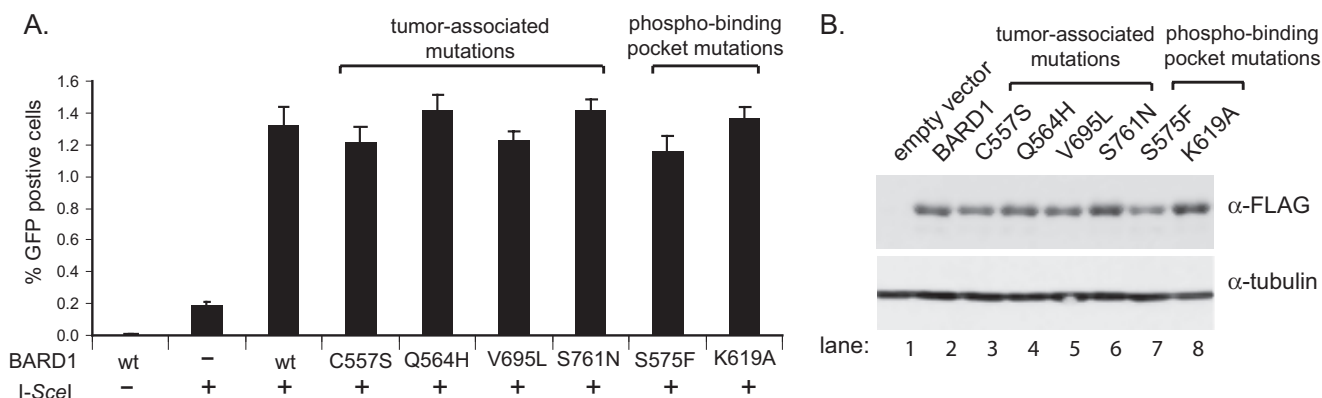 A.
tumor-associated
mutations
phospho-binding
pocket mutations
% GFP postive cells
1.6
1.4
1.2
1.0
0.8
0.6
0.4
0.2
0.0
BARD1 wt – wt C557S Q564H V695L S761N S575F K619A
I-SceI – + + + + + + + +
B.
tumor-associated
mutations
phospho-binding
pocket mutations
empty vector
BARD1
C557S
Q564H
V695L
S761N
S575F
K619A
α-FLAG
α-tubulin
lane: 1 2 3 4 5 6 7 8